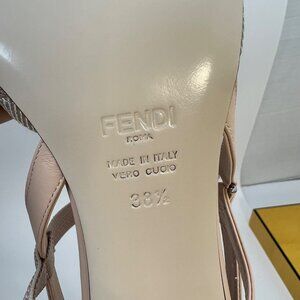 FENDI
ROMA
MADE IN ITALY
VERO CUOIO
38½